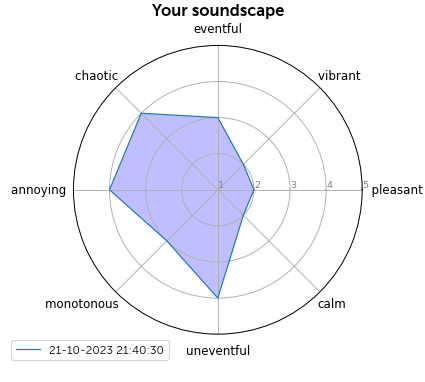 Your soundscape
eventful
chaotic
vibrant
annoying
1 2 3 4 5
pleasant
monotonous
calm
uneventful
21-10-2023 21:40:30